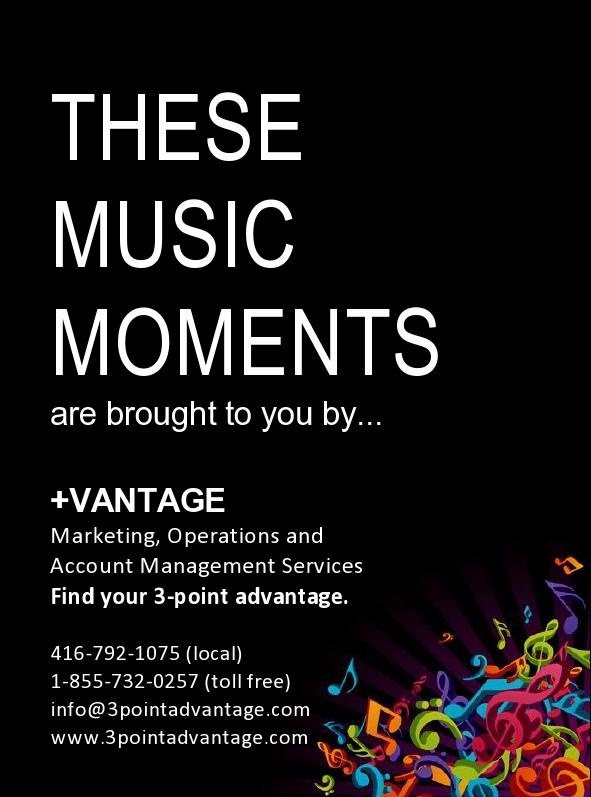 THESE
MUSIC
MOMENTS
are brought to you by...
+VANTAGE
Marketing, Operations and
Account Management Services
Find your 3-point advantage.
416-792-1075 (local)
1-855-732-0257 (toll free)
info@3pointadvantage.com
www.3pointadvantage.com